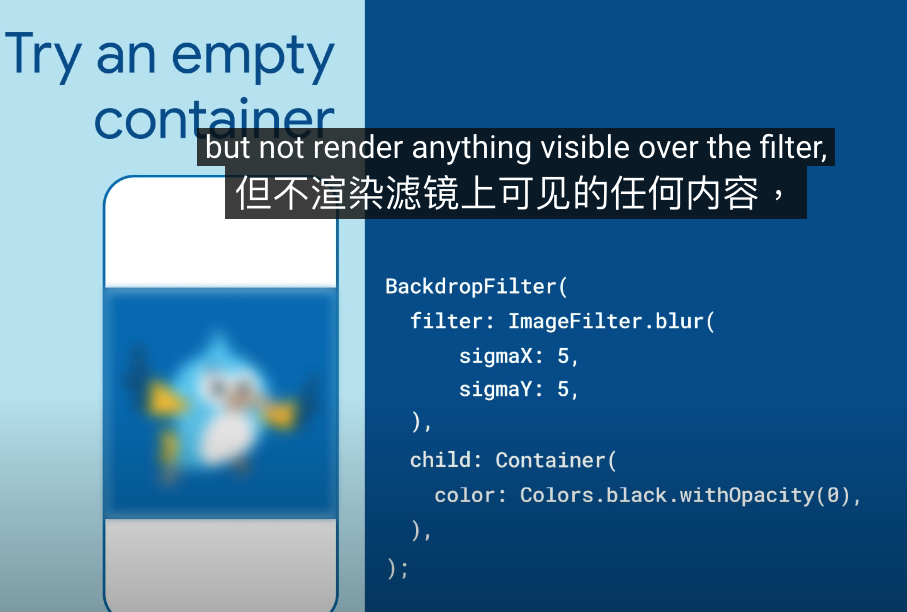 Try an empty
container
but not render anything visible over the filter,
但不渲染滤镜上可见的任何内容，
BackdropFilter(
filter: ImageFilter.blur(
sigmaX: 5,
sigmaY: 5,
),
child: Container(
color: Colors.black.withOpacity(0),
),
);